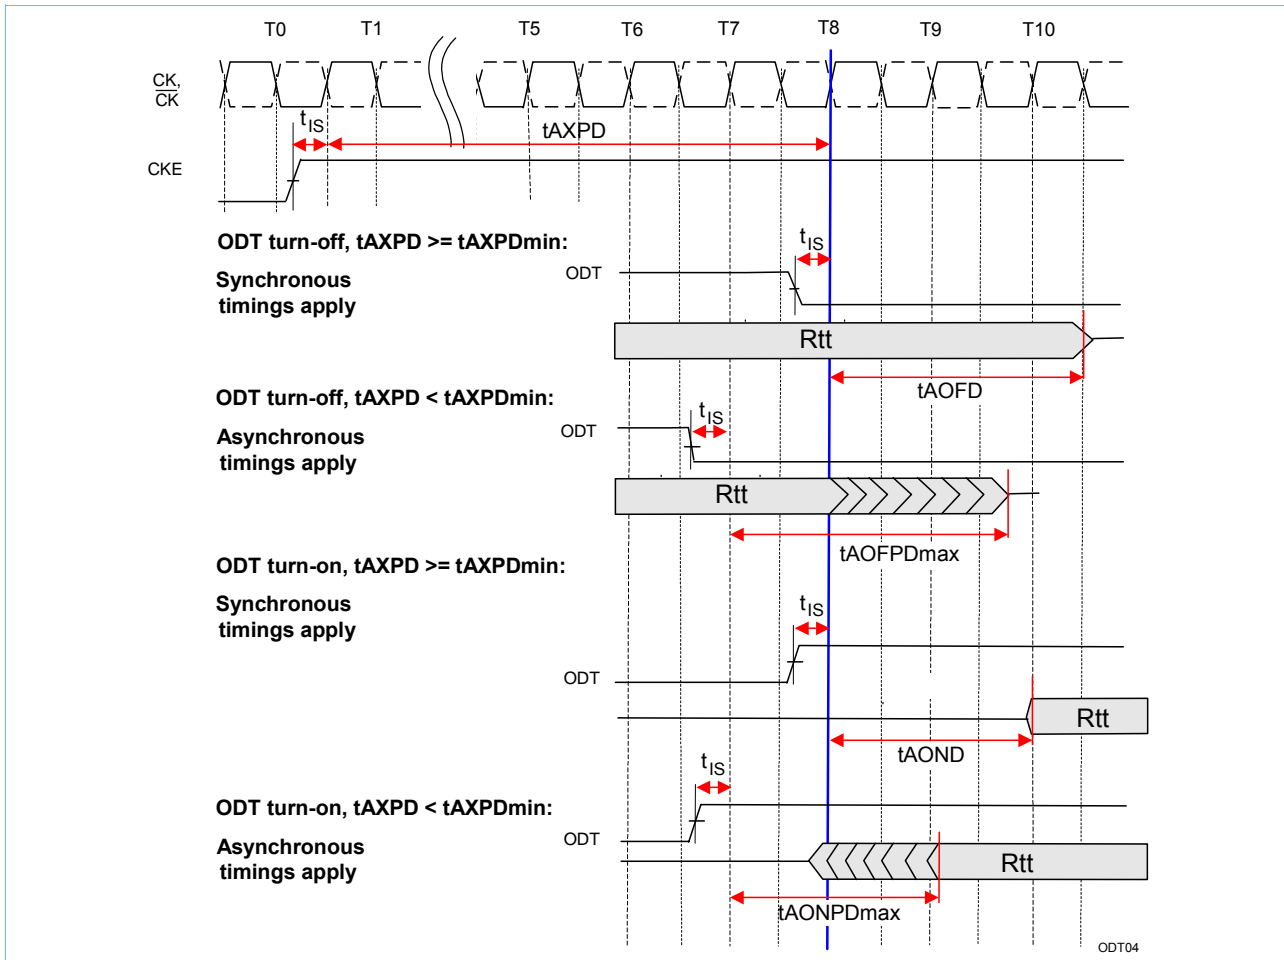 T0 T1 T5 T6 T7 T8 T9 T10
CK,
CK
tIS
tAXPD
CKE
ODT turn-off, tAXPD >= tAXPDmin:
tIS
ODT
Synchronous
timings apply
Rtt
tAOFD
ODT turn-off, tAXPD < tAXPDmin:
tIS
ODT
Asynchronous
timings apply
Rtt
tAOFPDmax
ODT turn-on, tAXPD >= tAXPDmin:
Synchronous
timings apply
tIS
ODT
Rtt
tAOND
tIS
ODT turn-on, tAXPD < tAXPDmin:
ODT
Asynchronous
timings apply
Rtt
tAONPDmax
ODT04